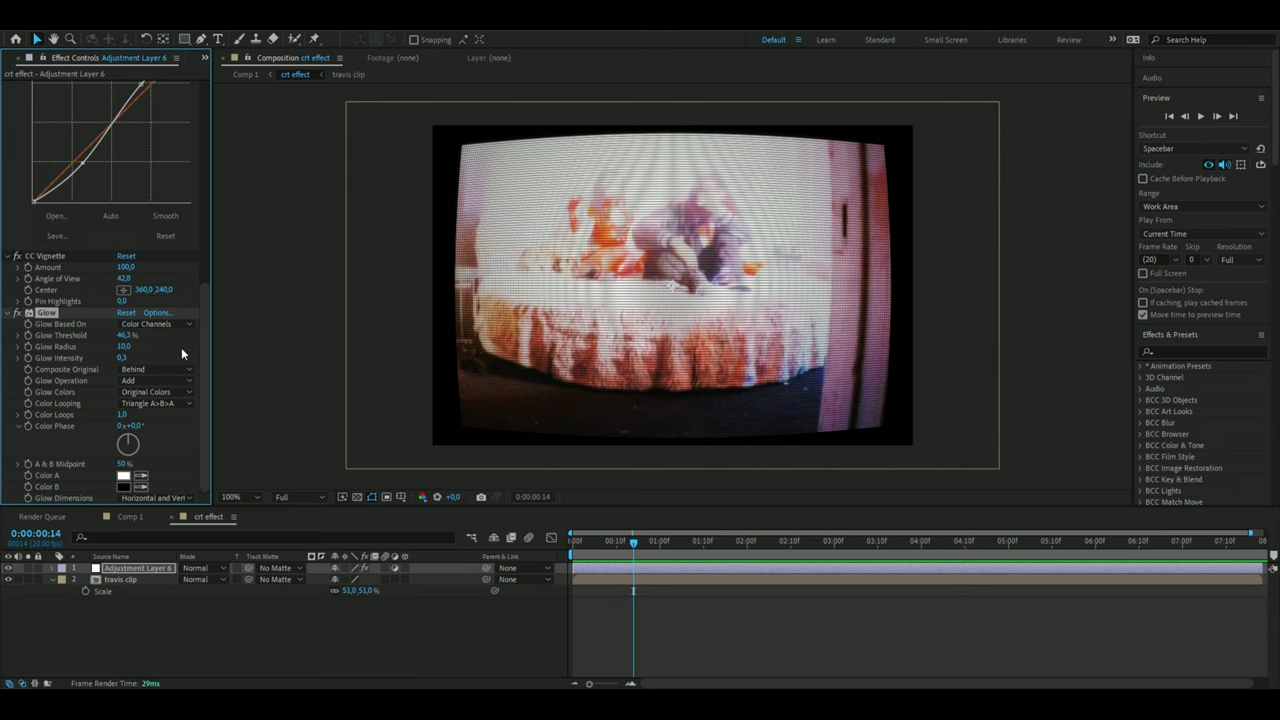 Snapping
Default
Learn
Standard
Small Screen
Libraries
Review
Search Help
Effect Controls Adjustment Layer 6
Composition crt effect
Footage (none)
Layer (none)
Info
crt effect - Adjustment Layer 6
Comp 1
crt effect
travis clip
Audio
Preview
Shortcut
Spacebar
Include:
Cache Before Playback
Range
Work Area
Play From
Current Time
Frame Rate Skip Resolution
(20) 0 Full
Full Screen
On (Spacebar) Stop:
If caching, play cached frames
Move time to preview time
Effects & Presets
* Animation Presets
3D Channel
Audio
BCC 3D Objects
BCC Art Looks
BCC Blur
BCC Browser
BCC Color & Tone
BCC Film Style
BCC Image Restoration
BCC Key & Blend
BCC Lights
BCC Match Move
Open...
Auto
Smooth
Save...
Reset
CC Vignette Reset
Amount 100,0
Angle of View 42,8
Center 360,0,240,0
Pin Highlights 0,0
fx Glow Reset Options...
Glow Based On Color Channels
Glow Threshold 46,3 %
Glow Radius 10,0
Glow Intensity 0,3
Composite Original Behind
Glow Operation Add
Glow Colors Original Colors
Color Looping Triangle A>B>A
Color Loops 1,0
Color Phase 0x+0,0°
A & B Midpoint 50 %
Color A
Color B
Glow Dimensions Horizontal and Vert
100%
Full
+0,0
0:00:00:14
Render Queue
Comp 1
crt effect
0:00:00:14
00014 (20.00 fps)
# Source Name Mode T Track Matte Parent & Link
1 Adjustment Layer 6 Normal No Matte None
2 travis clip Normal No Matte None
Scale 51,0,51,0%
:00f 00:10f 01:00f 01:10f 02:00f 02:10f 03:00f 03:10f 04:00f 04:10f 05:00f 05:10f 06:00f 06:10f 07:00f 07:10f 08
Frame Render Time: 29ms